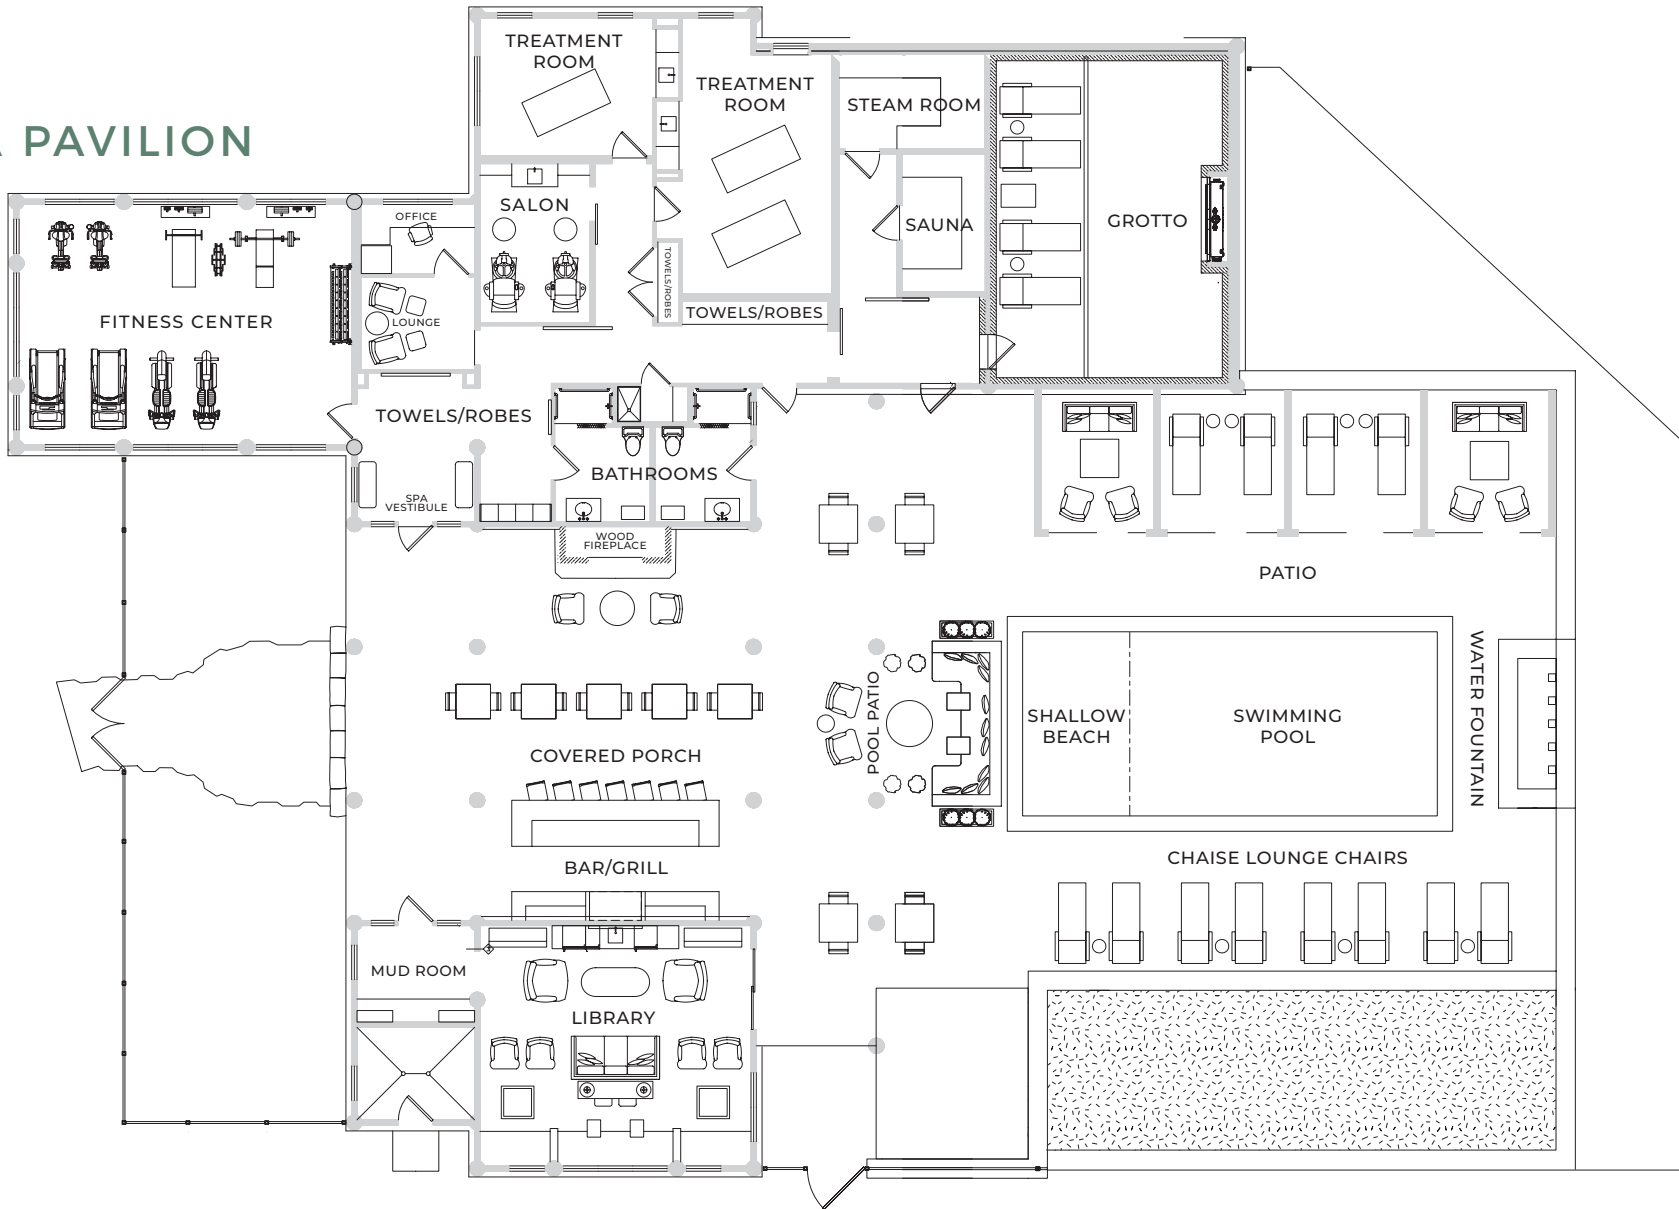 PAVILION
TREATMENT
ROOM
TREATMENT
ROOM
STEAM ROOM
SALON
OFFICE
SAUNA
GROTTO
TOWELS/ROBES
TOWELS/ROBES
FITNESS CENTER
LOUNGE
TOWELS/ROBES
BATHROOMS
SPA
VESTIBULE
WOOD
FIREPLACE
PATIO
POOL PATIO
SHALLOW
BEACH
SWIMMING
POOL
WATER FOUNTAIN
COVERED PORCH
BAR/GRILL
CHAISE LOUNGE CHAIRS
MUD ROOM
LIBRARY